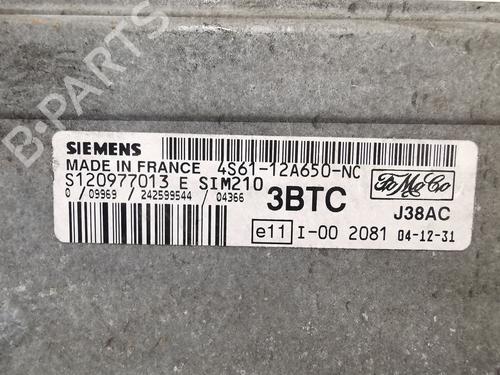 B-PARTS
SIEMENS
MADE IN FRANCE 4S61-12A650-NC
S120977013 E SIM210
0 / 09969 / 242599544 / 04366
3BTC
FoMoCo
J38AC
e11 I-00 2081 04-12-31